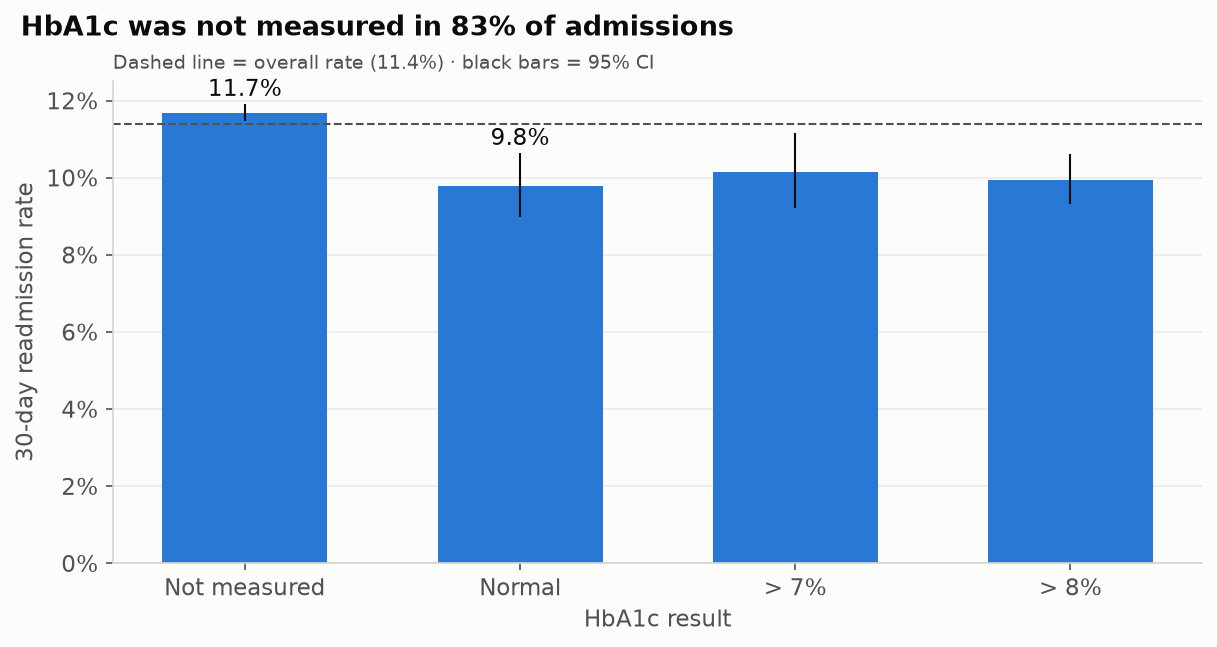 HbA1c was not measured in 83% of admissions
Dashed line = overall rate (11.4%) · black bars = 95% CI
11.7%
9.8%
12%
10%
8%
6%
4%
2%
0%
30-day readmission rate
Not measured
Normal
> 7%
> 8%
HbA1c result